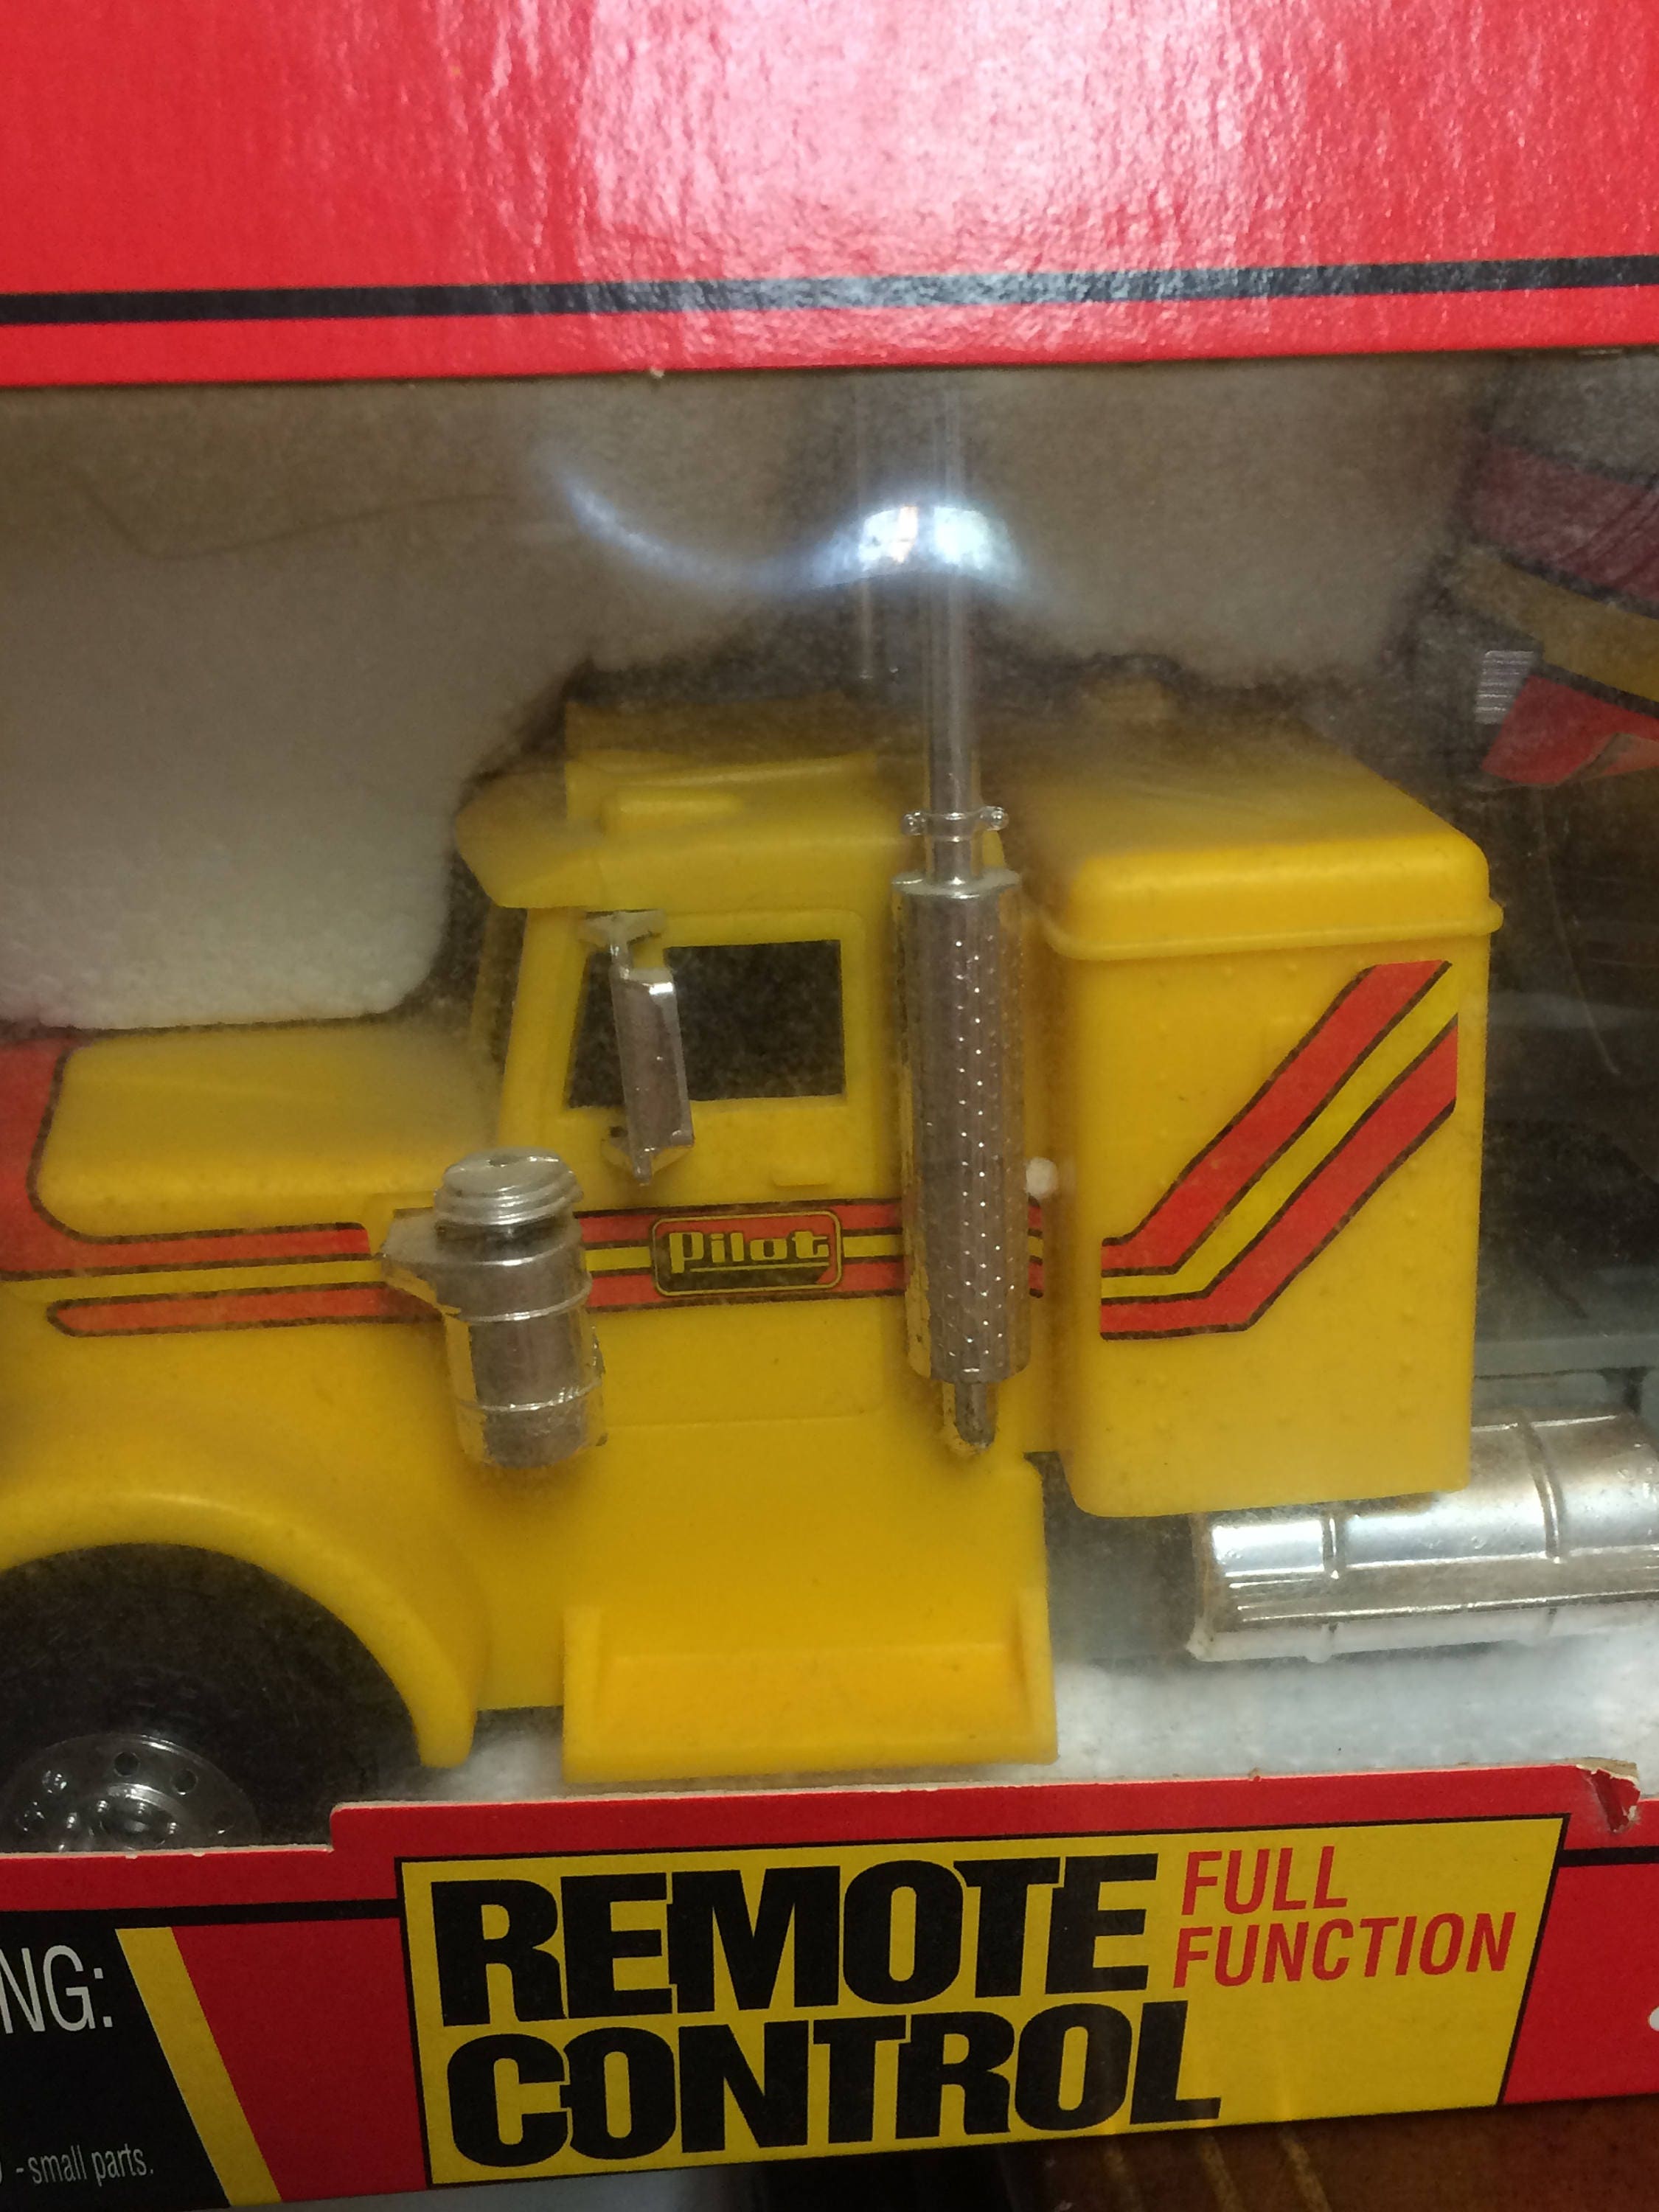 Pilot
REMOTE FULL
FUNCTION
CONTROL
NG:
- small parts.